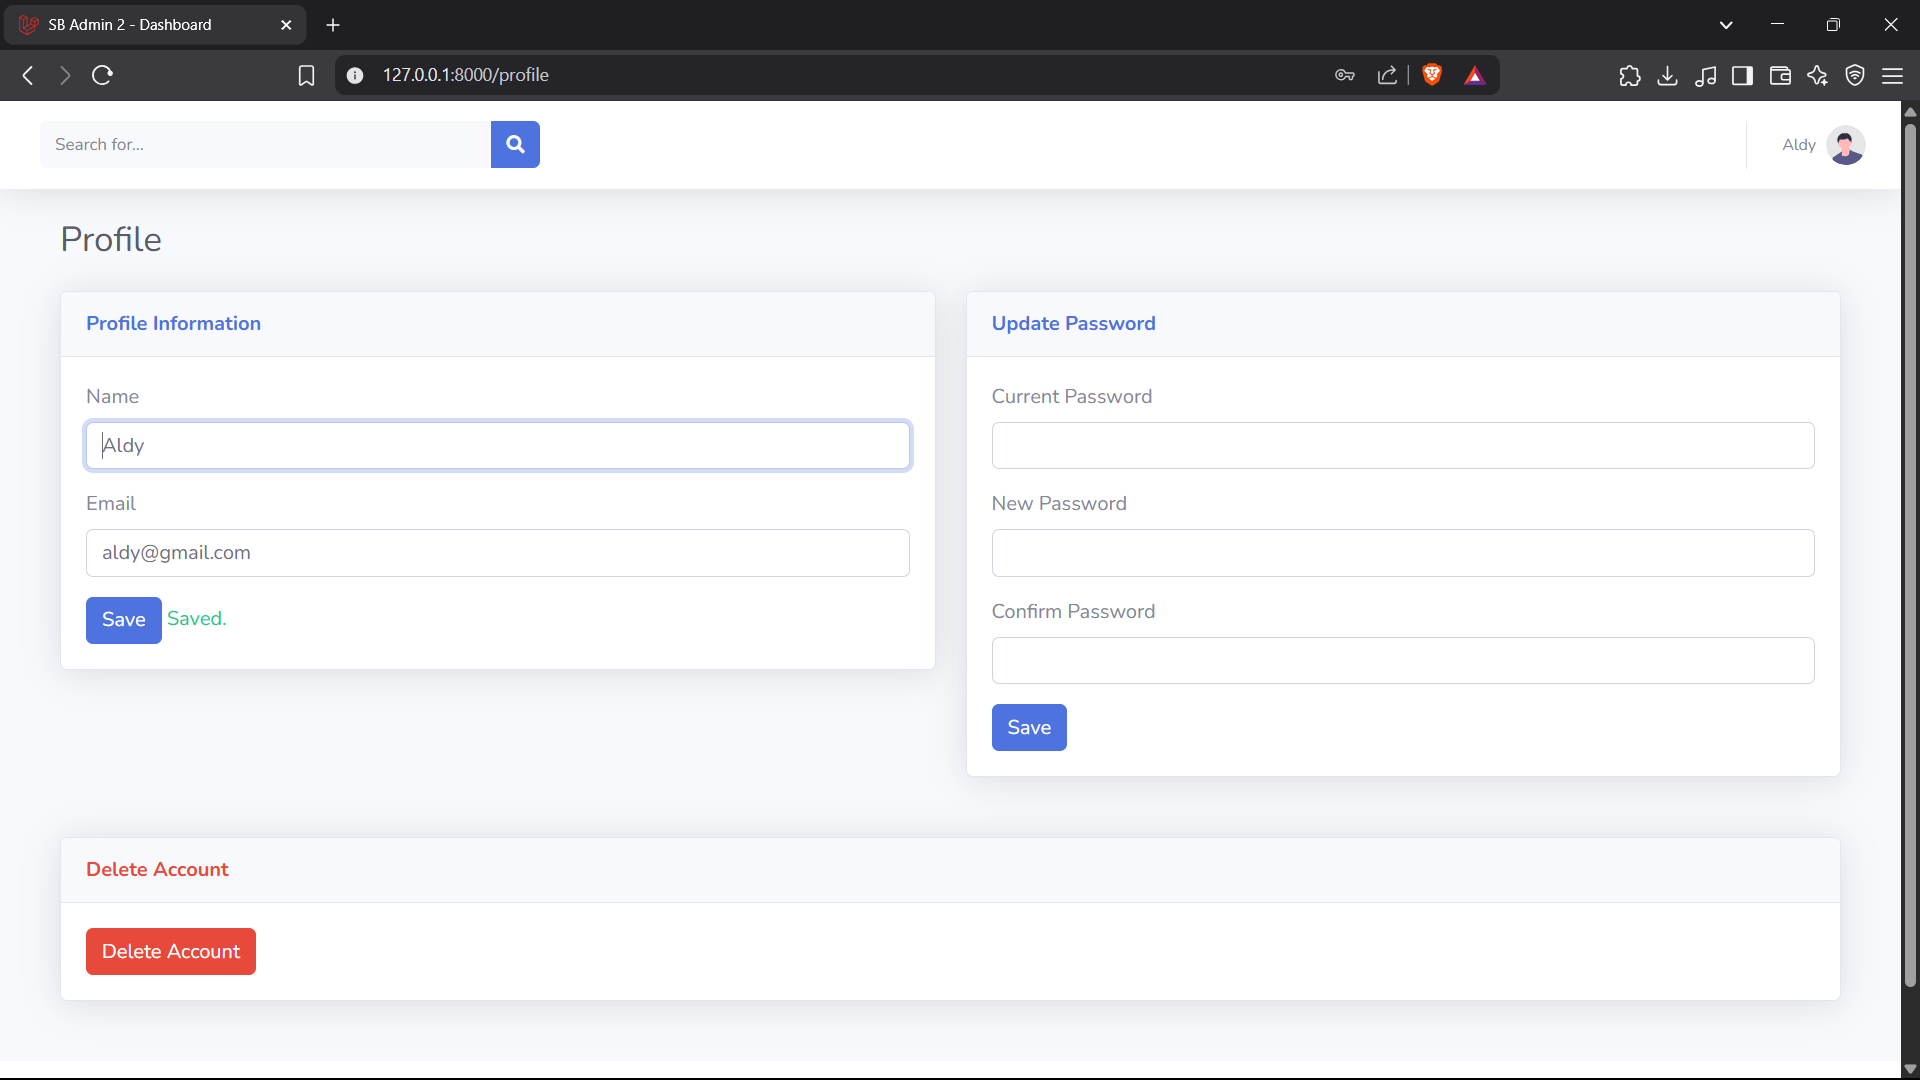 SB Admin 2 - Dashboard
127.0.0.1:8000/profile
Search for...
Aldy
Profile
Profile Information
Name
Aldy
Email
aldy@gmail.com
Save Saved.
Update Password
Current Password
New Password
Confirm Password
Save
Delete Account
Delete Account